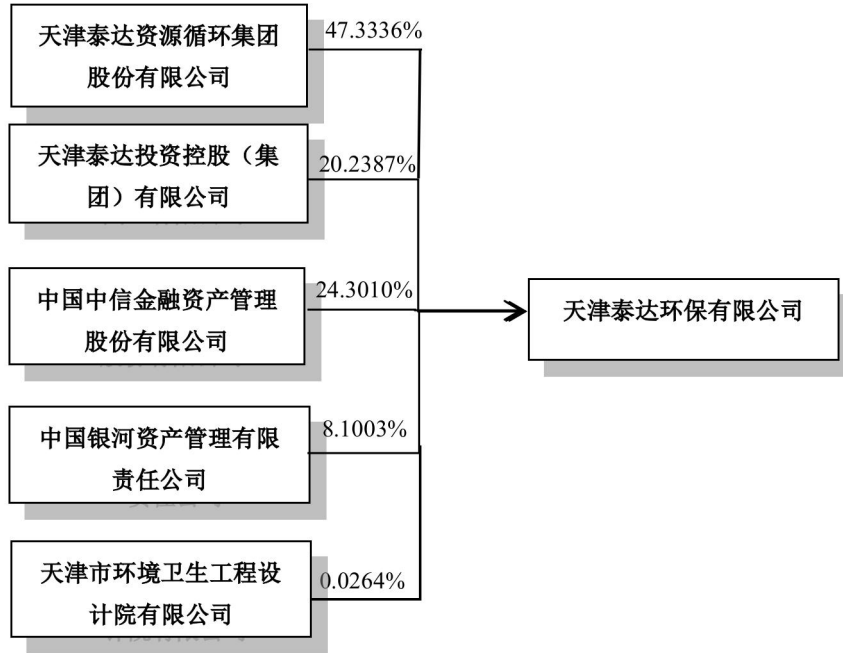 天津泰达资源循环集团
股份有限公司
47.3336%
天津泰达投资控股（集
团）有限公司
20.2387%
中国中信金融资产管理
股份有限公司
24.3010%
天津泰达环保有限公司
中国银河资产管理有限
责任公司
8.1003%
天津市环境卫生工程设
计院有限公司
0.0264%